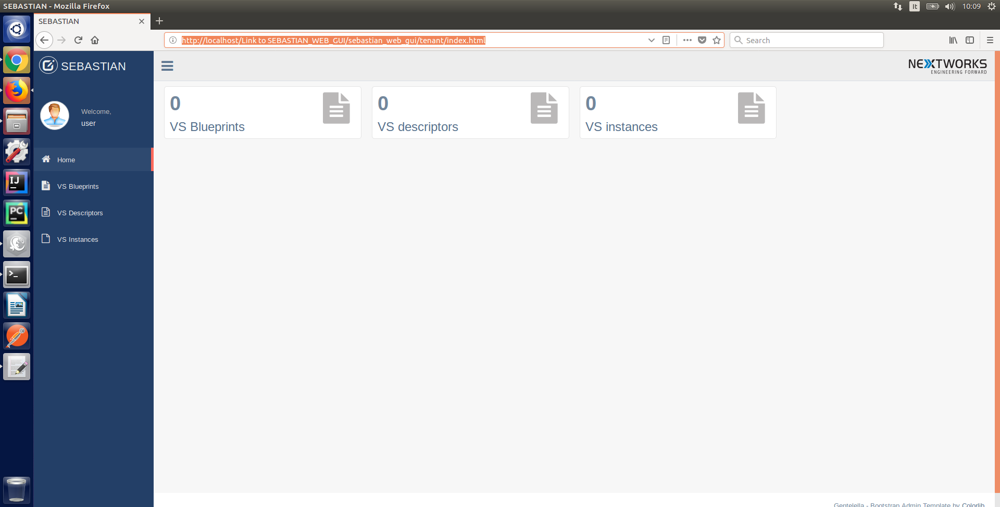 SEBASTIAN - Mozilla Firefox
It
10:09
SEBASTIAN
http://localhost/Link to SEBASTIAN_WEB_GUI/sebastian_web_gui/tenant/index.html
Search
SEBASTIAN
NEXTWORKS
ENGINEERING FORWARD
Welcome,
user
0
VS Blueprints
0
VS descriptors
0
VS instances
Home
VS Blueprints
VS Descriptors
VS Instances
IJ
PC
>_
Gentelella - Bootstrap Admin Template by Colorlib